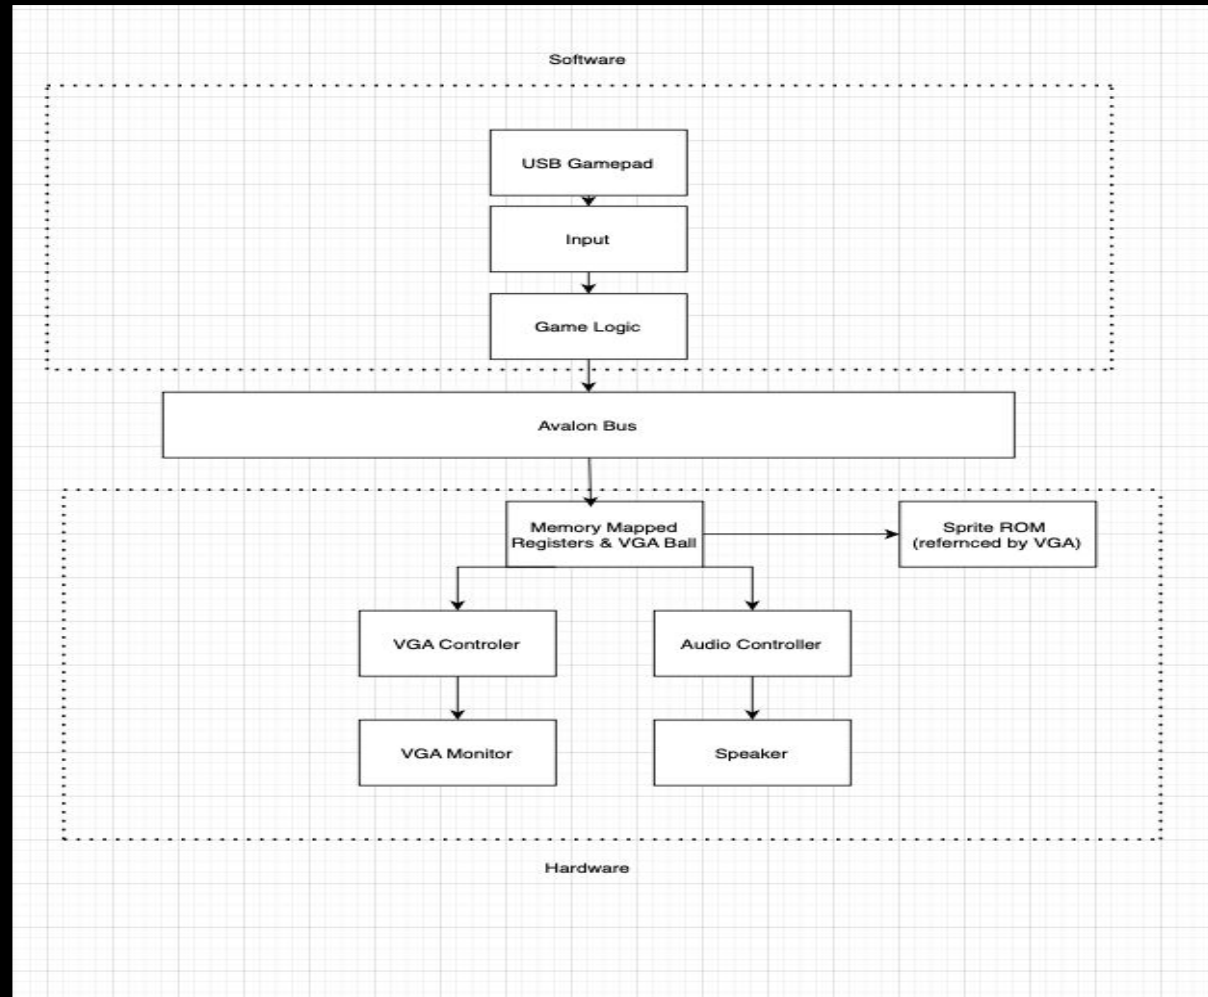 Software
USB Gamepad
Input
Game Logic
Avalon Bus
Memory Mapped
Registers & VGA Ball
Sprite ROM
(refernced by VGA)
VGA Controler
Audio Controller
VGA Monitor
Speaker
Hardware